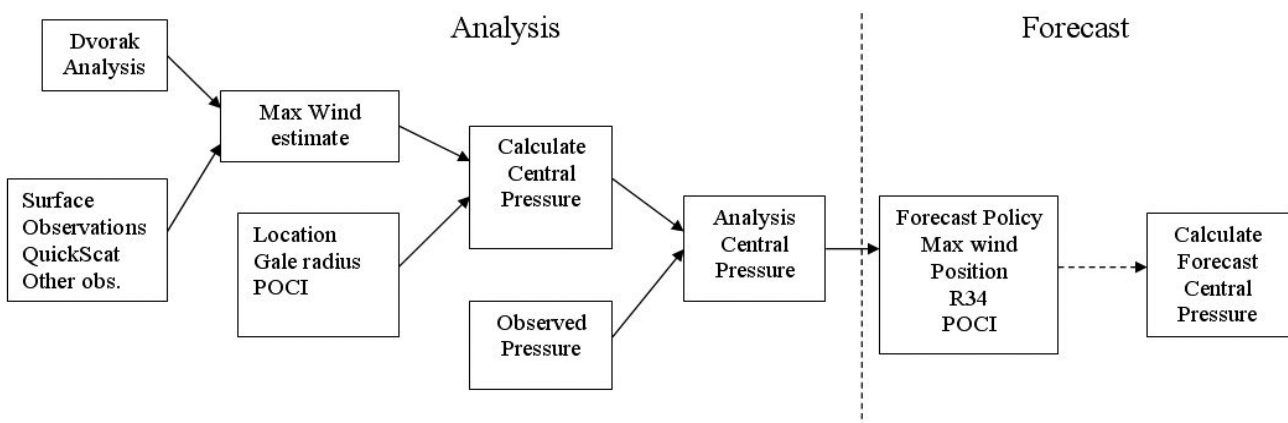 Analysis
Forecast
Dvorak
Analysis
Max Wind
estimate
Surface
Observations
QuickScat
Other obs.
Location
Gale radius
POCI
Calculate
Central
Pressure
Observed
Pressure
Analysis
Central
Pressure
Forecast Policy
Max wind
Position
R34
POCI
Calculate
Forecast
Central
Pressure